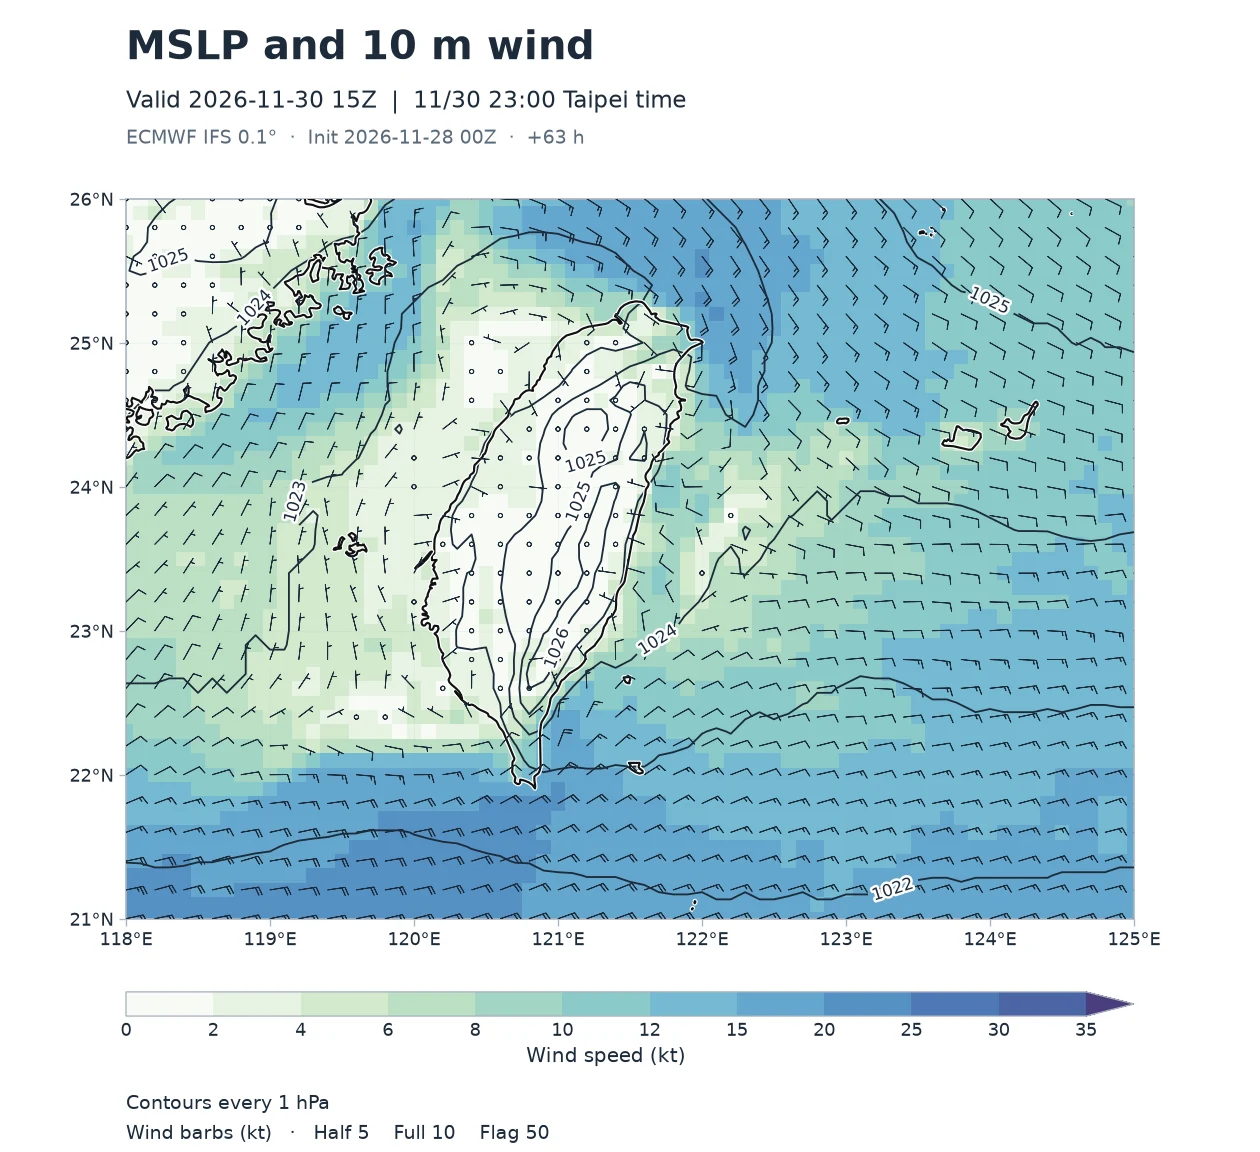 MSLP and 10 m wind
Valid 2026-11-30 15Z | 11/30 23:00 Taipei time
ECMWF IFS 0.1° · Init 2026-11-28 00Z · +63 h
26°N
25°N
24°N
23°N
22°N
21°N
1025
1024
1025
1023
1025
1025
1026
1024
1022
118°E 119°E 120°E 121°E 122°E 123°E 124°E 125°E
0 2 4 6 8 10 12 15 20 25 30 35
Wind speed (kt)
Contours every 1 hPa
Wind barbs (kt) · Half 5 Full 10 Flag 50